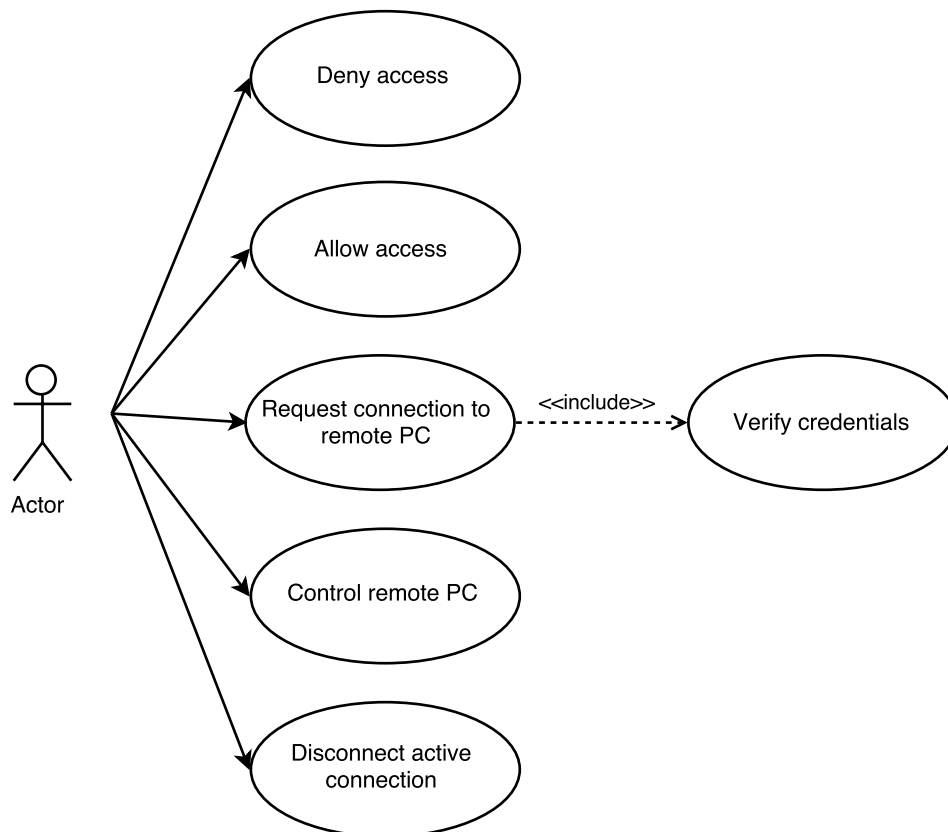 Deny access
Allow access
Request connection to
remote PC
<<include>>
Verify credentials
Actor
Control remote PC
Disconnect active
connection